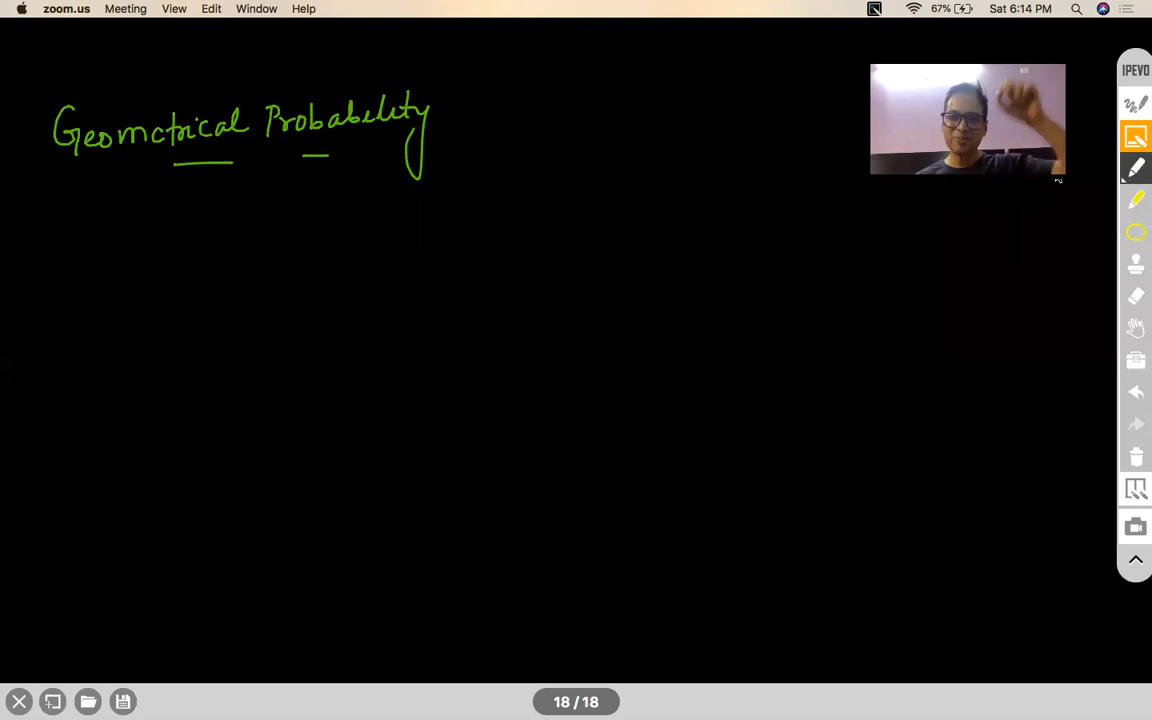 zoom.us Meeting View Edit Window Help 67% Sat 6:14 PM
IPEVO
Geometrical Probability
18 / 18